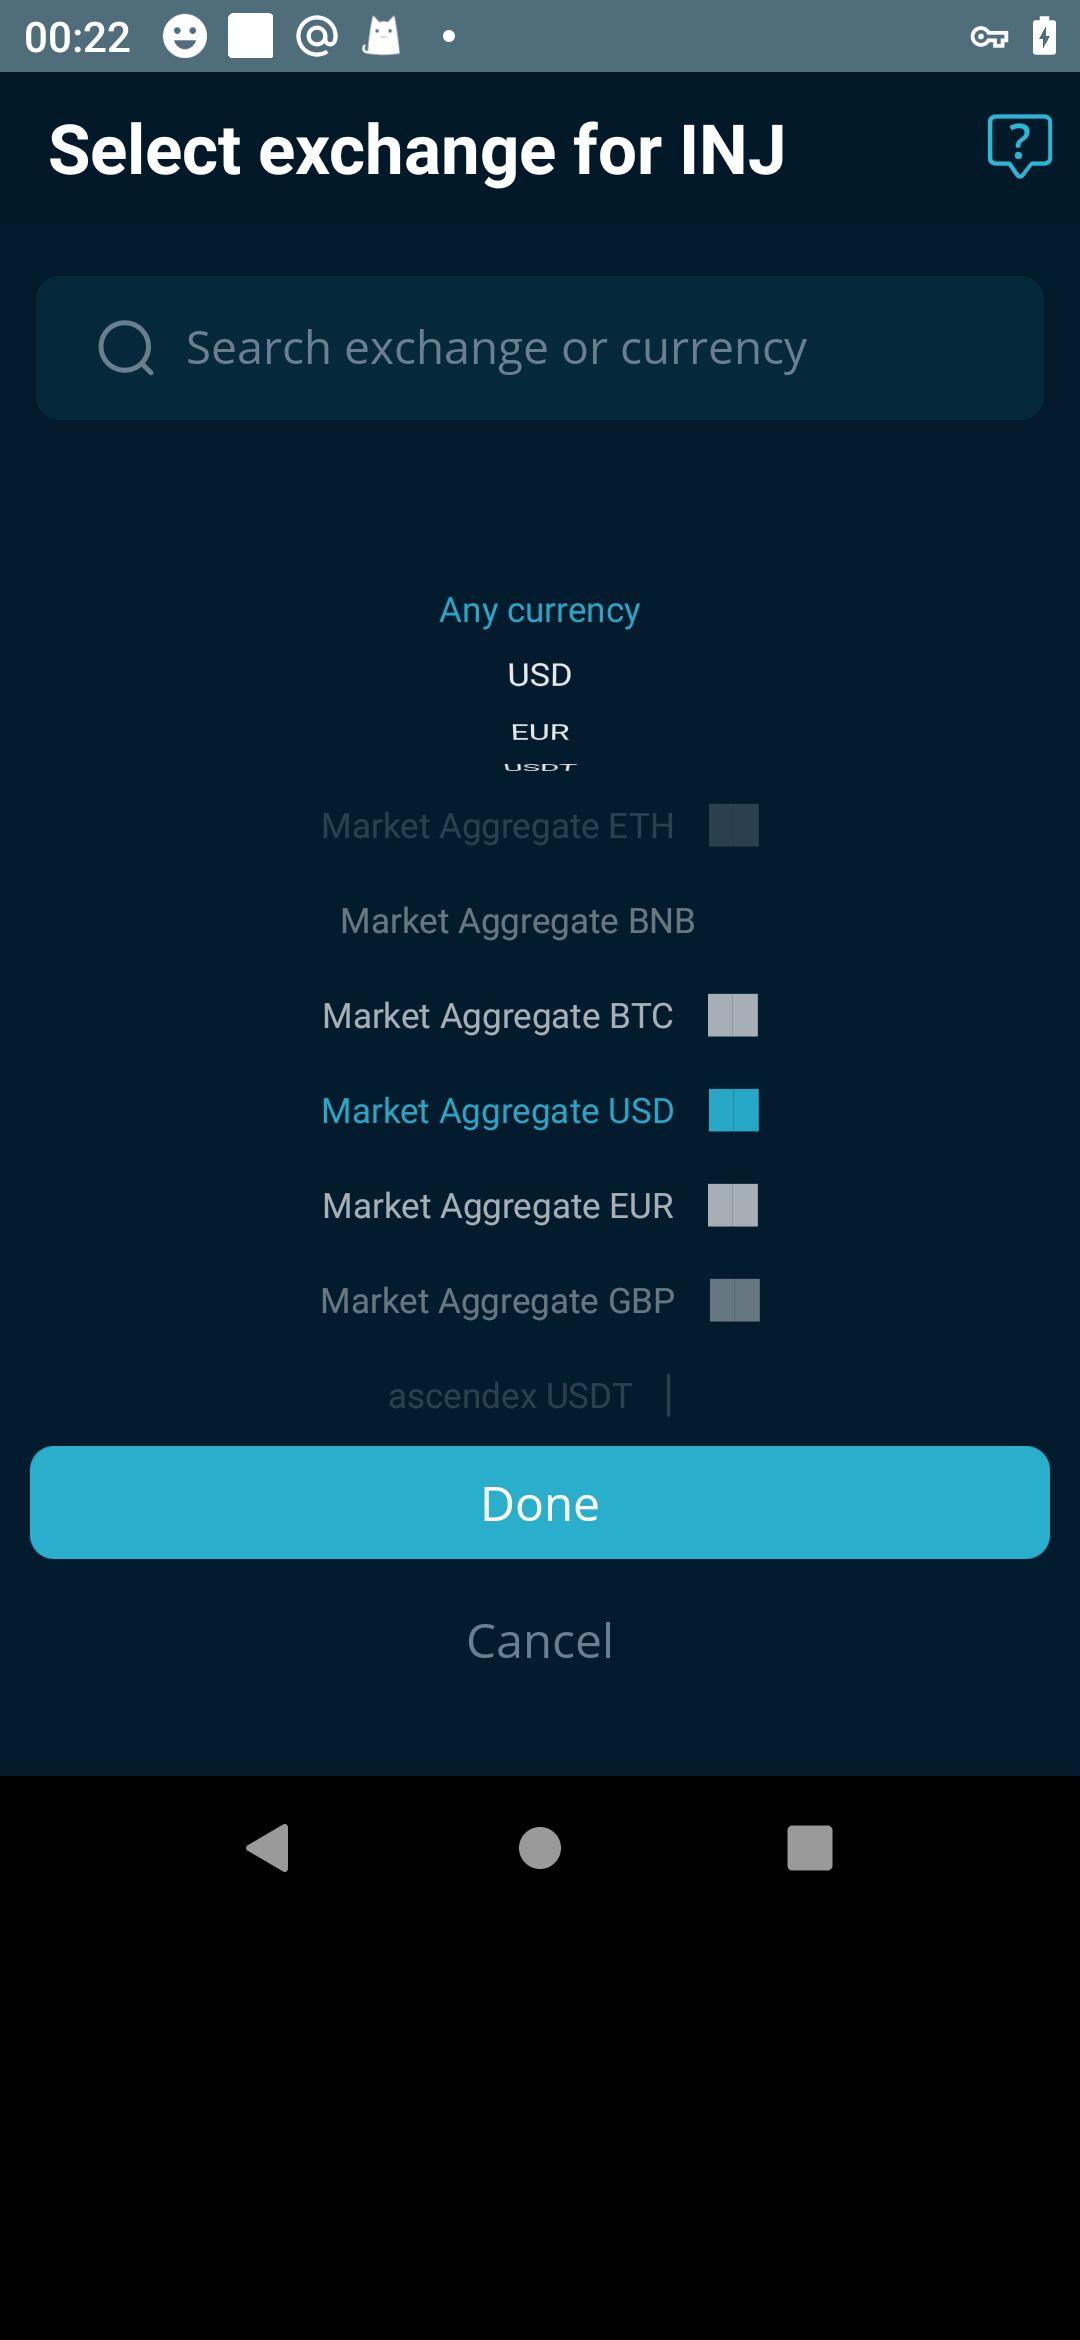 00:22
Select exchange for INJ
Search exchange or currency
Any currency
USD
EUR
USDT
Market Aggregate ETH
Market Aggregate BNB
Market Aggregate BTC
Market Aggregate USD
Market Aggregate EUR
Market Aggregate GBP
ascendex USDT
Done
Cancel